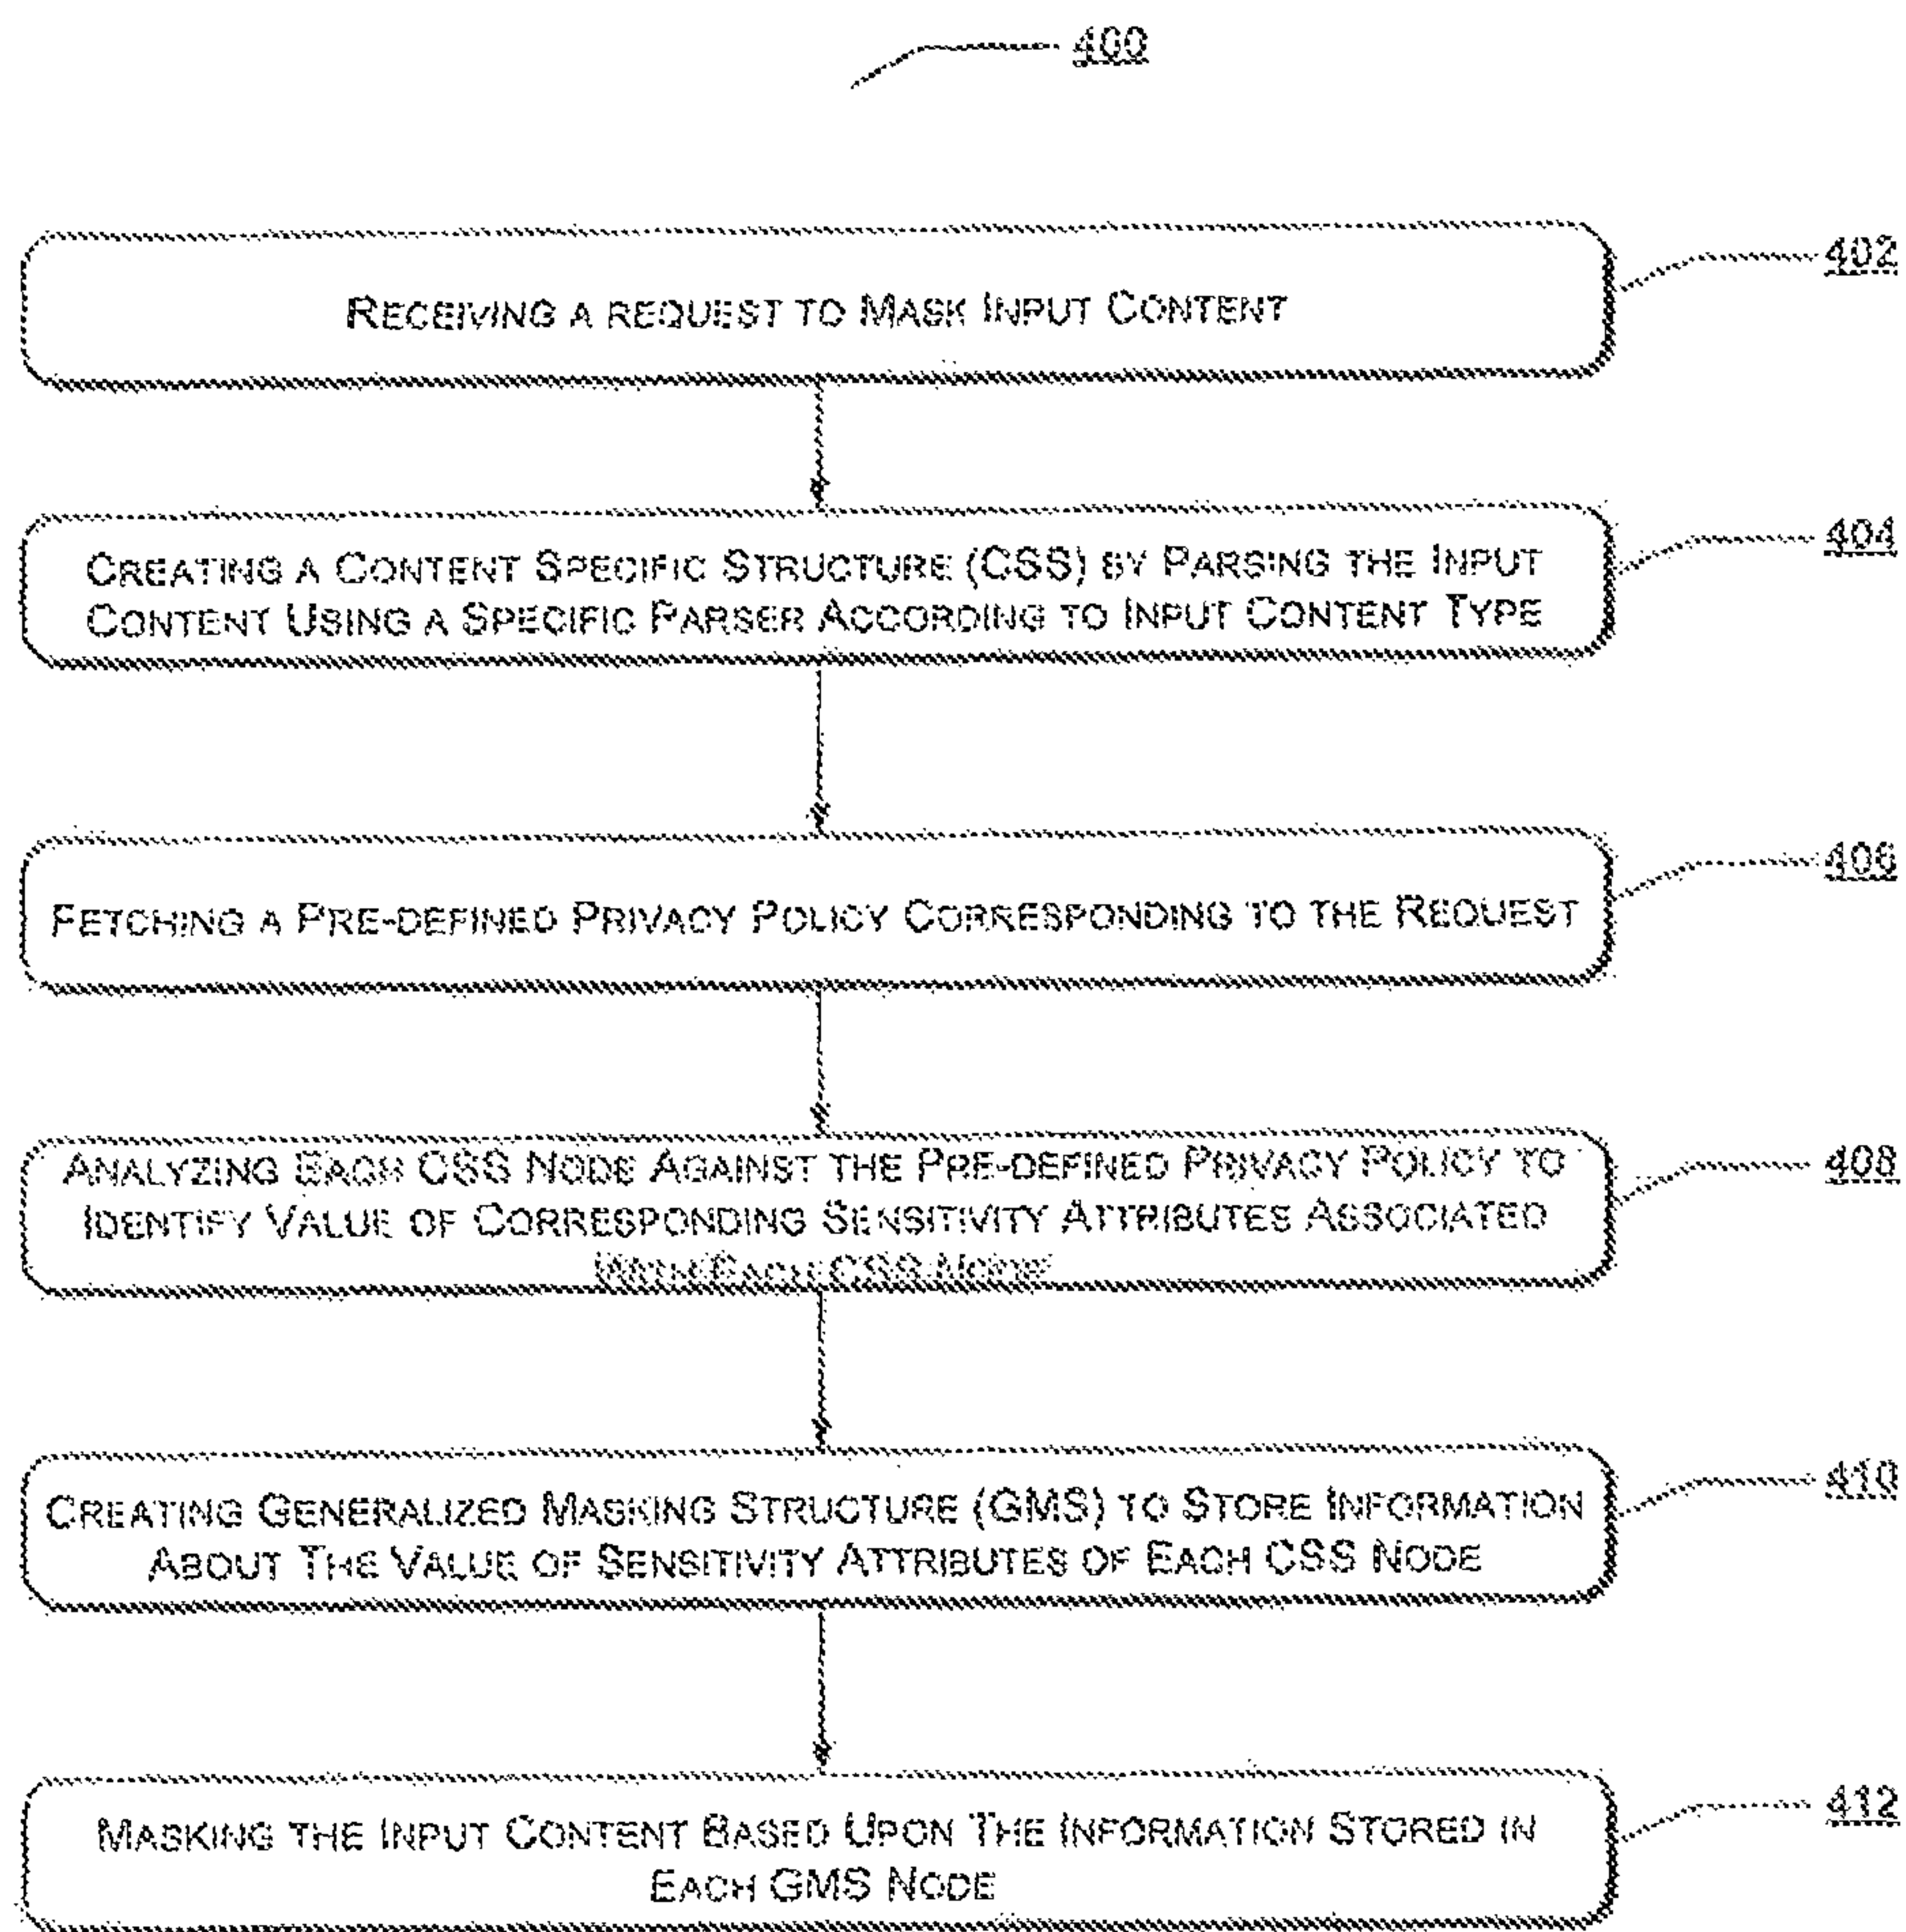 400
RECEIVING A REQUEST TO MASK INPUT CONTENT
402
CREATING A CONTENT SPECIFIC STRUCTURE (CSS) BY PARSING THE INPUT
CONTENT USING A SPECIFIC PARSER ACCORDING TO INPUT CONTENT TYPE
404
FETCHING A PRE-DEFINED PRIVACY POLICY CORRESPONDING TO THE REQUEST
406
ANALYZING EACH CSS NODE AGAINST THE PRE-DEFINED PRIVACY POLICY TO
IDENTIFY VALUE OF CORRESPONDING SENSITIVITY ATTRIBUTES ASSOCIATED
WITH EACH CSS NODE
408
CREATING GENERALIZED MASKING STRUCTURE (GMS) TO STORE INFORMATION
ABOUT THE VALUE OF SENSITIVITY ATTRIBUTES OF EACH CSS NODE
410
MASKING THE INPUT CONTENT BASED UPON THE INFORMATION STORED IN
EACH GMS NODE
412